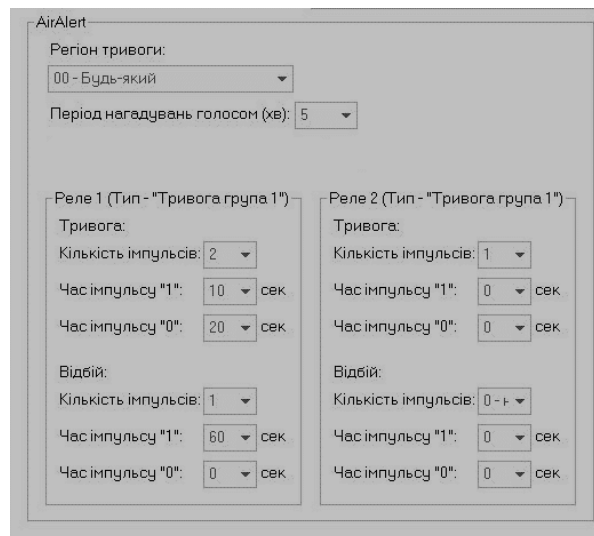 AirAlert
Регіон тривоги:
00 - Будь-який
Період нагадувань голосом (хв): 5
Реле 1 (Тип - "Тривога група 1")
Тривога:
Кількість імпульсів: 2
Час імпульсу "1": 10 сек
Час імпульсу "0": 20 сек
Відбій:
Кількість імпульсів: 1
Час імпульсу "1": 60 сек
Час імпульсу "0": 0 сек
Реле 2 (Тип - "Тривога група 1")
Тривога:
Кількість імпульсів: 1
Час імпульсу "1": 0 сек
Час імпульсу "0": 0 сек
Відбій:
Кількість імпульсів: 0 -
Час імпульсу "1": 0 сек
Час імпульсу "0": 0 сек